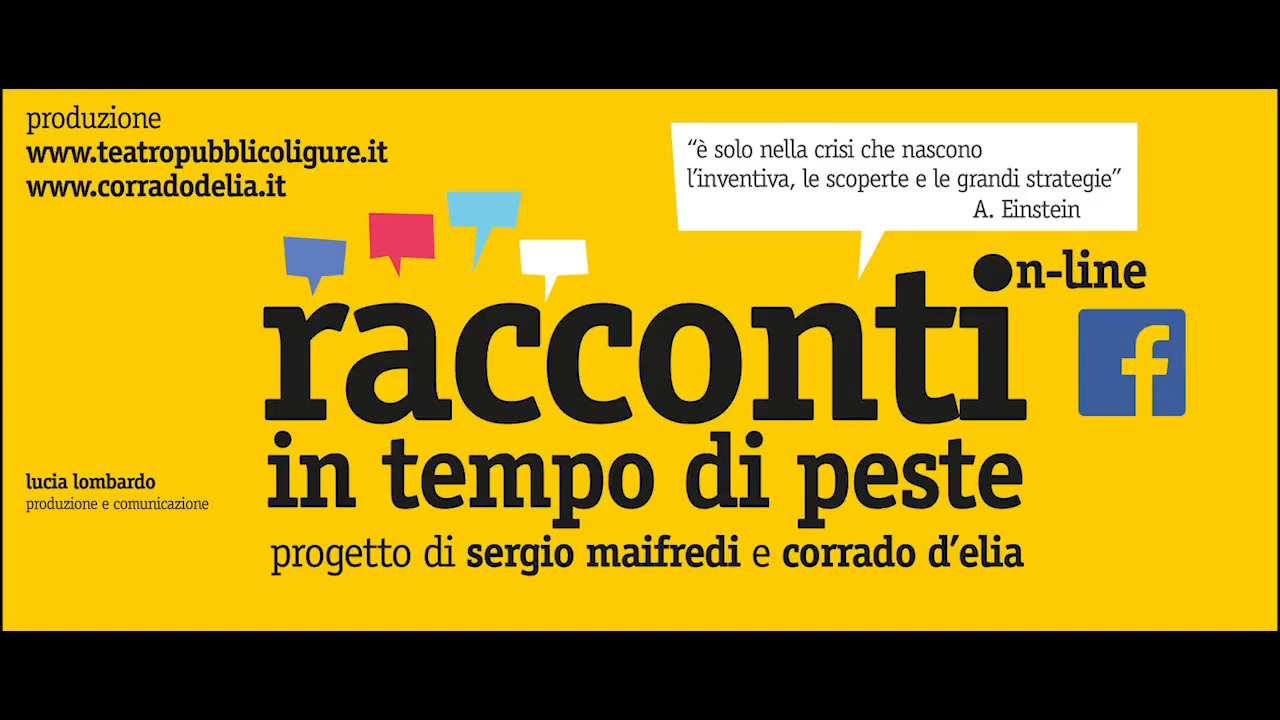 produzione
www.teatropubblicoligure.it
www.corradodelia.it
“è solo nella crisi che nascono
l’inventiva, le scoperte e le grandi strategie”
A. Einstein
on-line
racconti
f
in tempo di peste
lucia lombardo
produzione e comunicazione
progetto di sergio maifredi e corrado d’elia